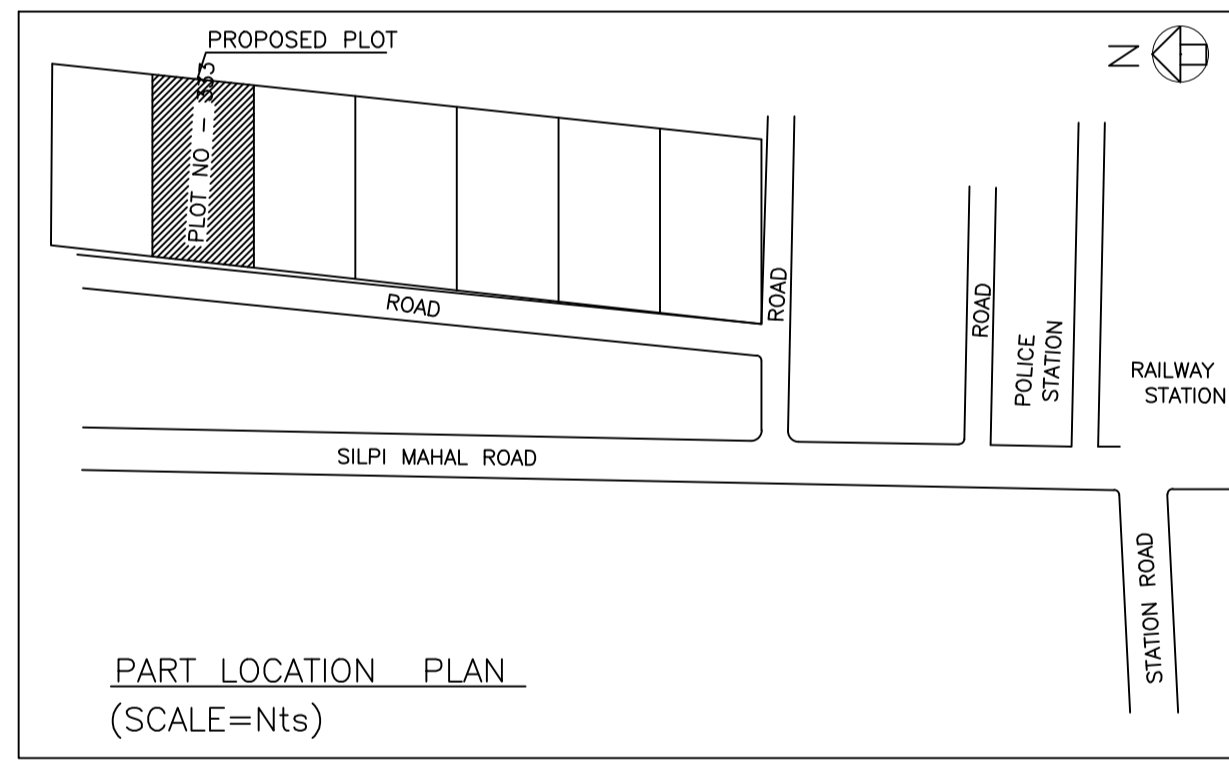 PROPOSED PLOT
N
PLOT NO - 333
ROAD
ROAD
ROAD
POLICE
STATION
RAILWAY
STATION
SILPI MAHAL ROAD
STATION ROAD
PART LOCATION PLAN
(SCALE=Nts)